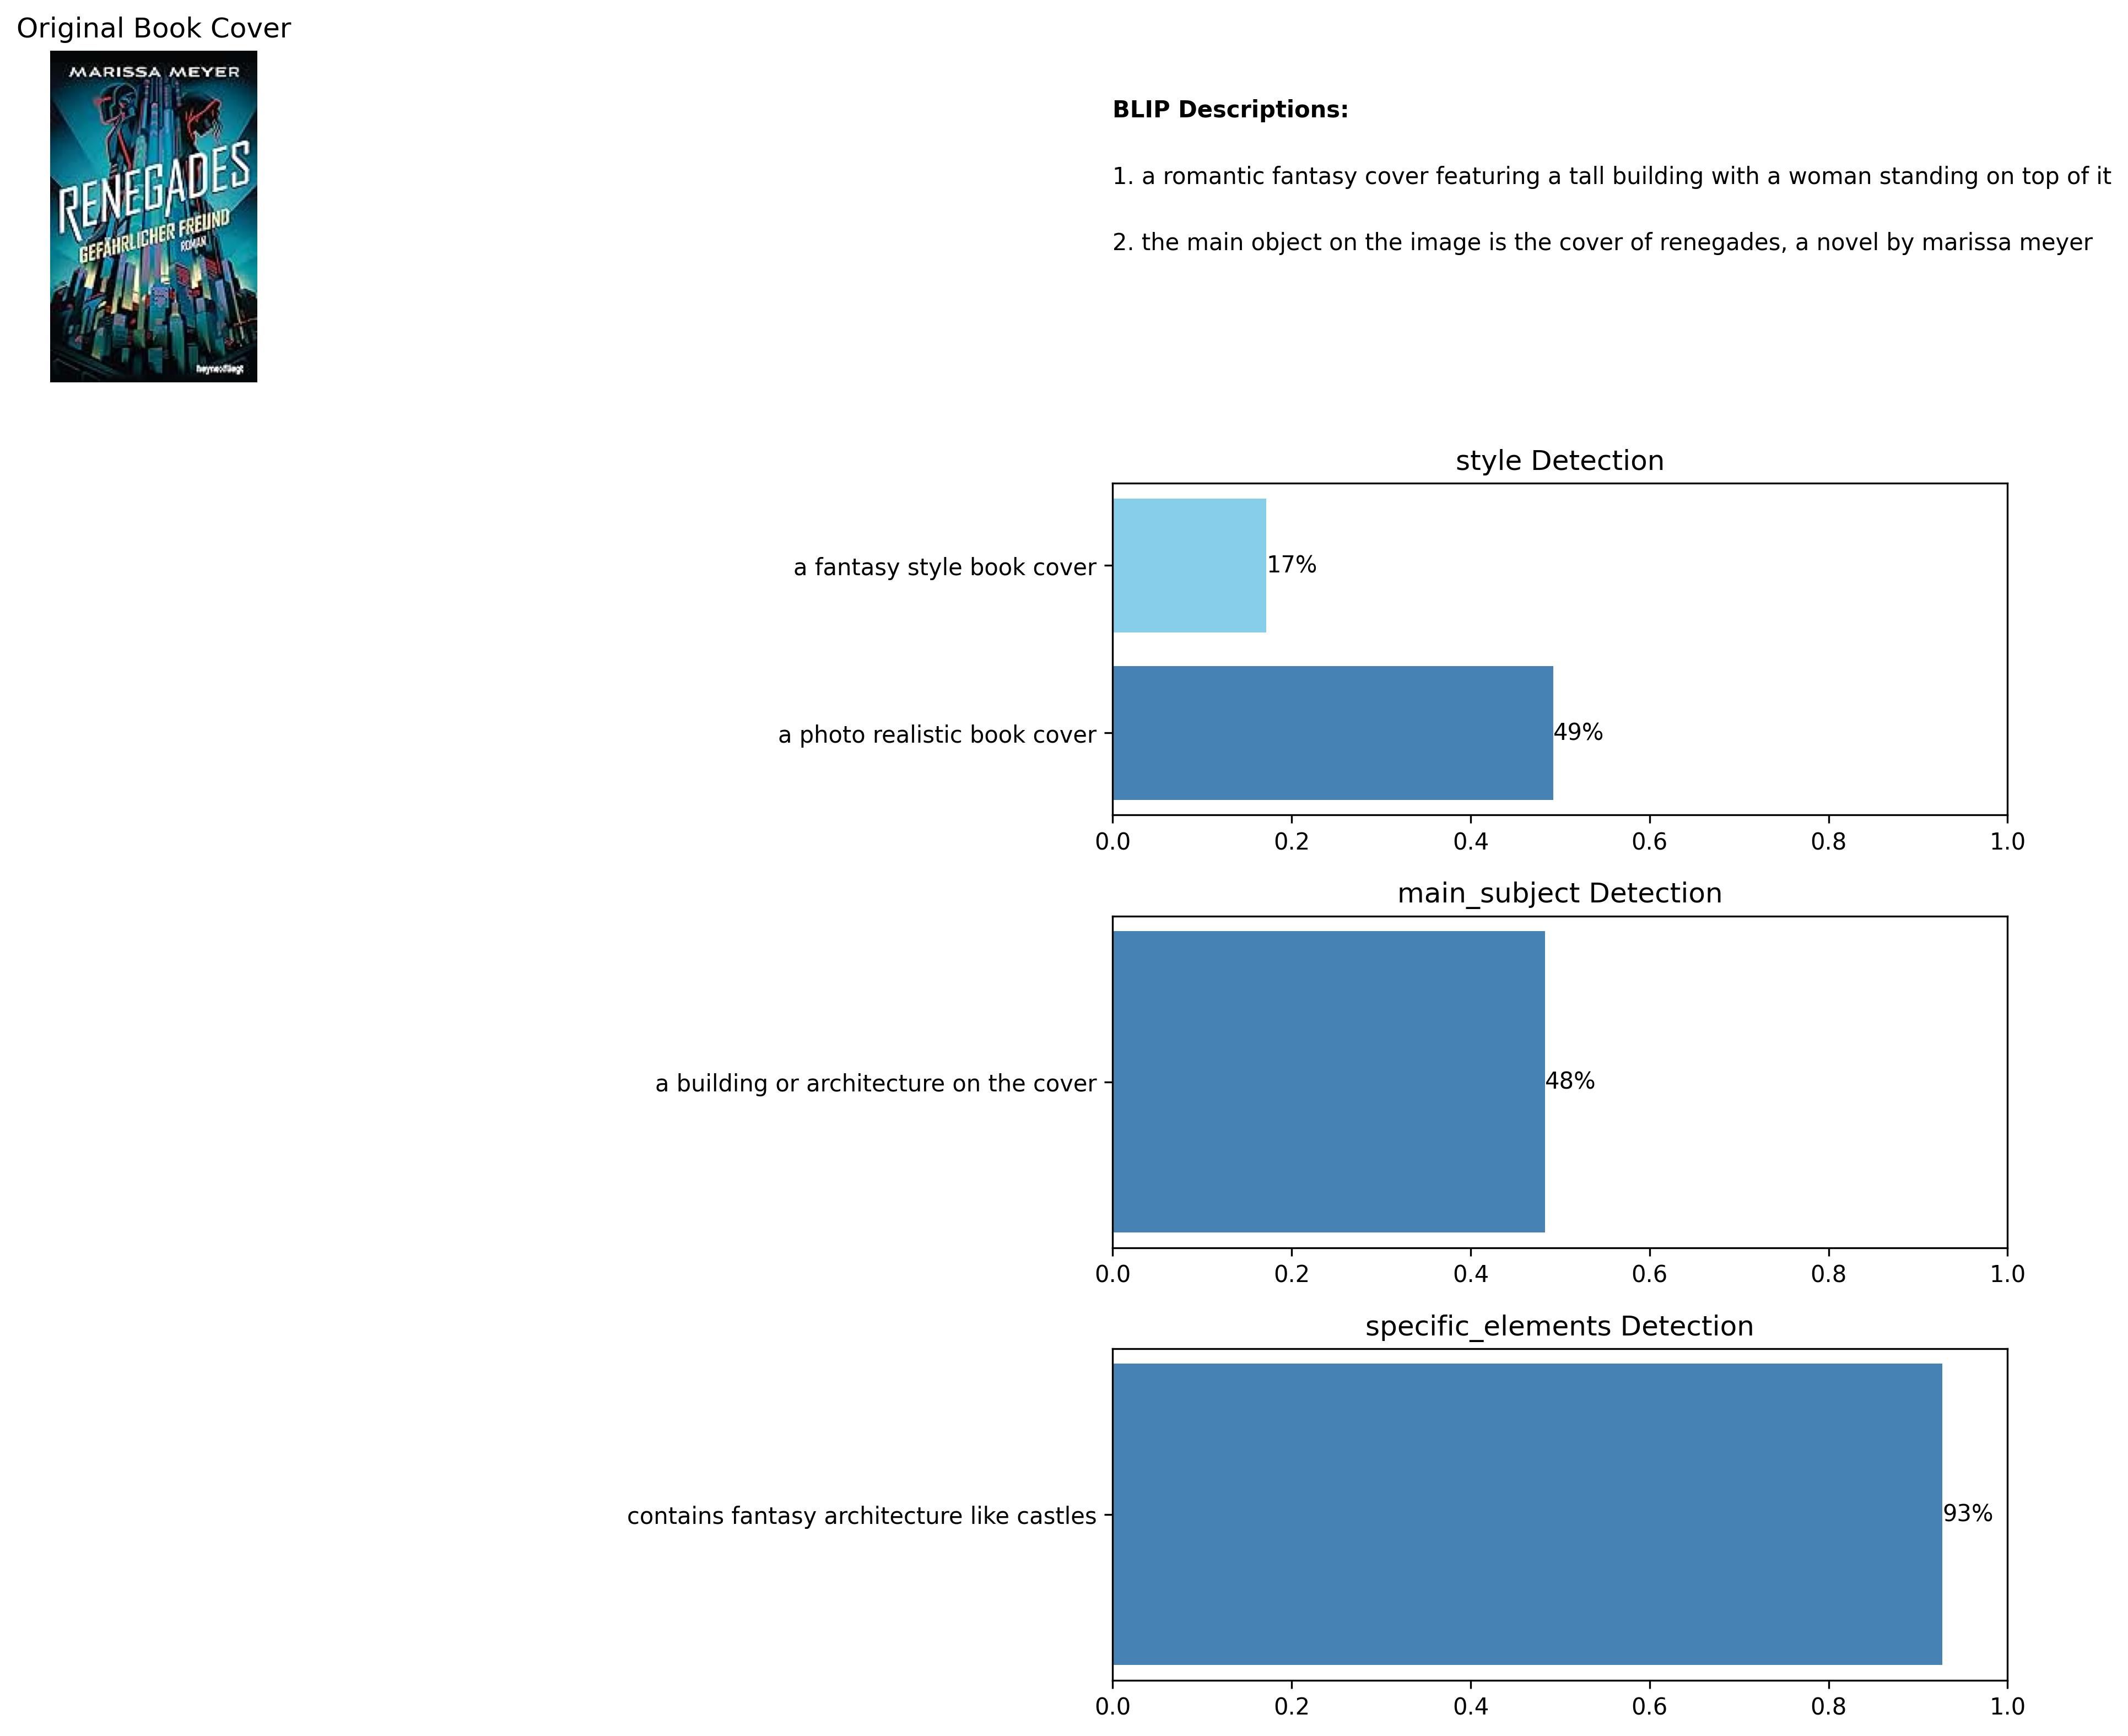 Original Book Cover
MARISSA MEYER
RENEGADES
GEFÄHRLICHER FREUND
ROMAN
heyne>fliegt
BLIP Descriptions:
1. a romantic fantasy cover featuring a tall building with a woman standing on top of it
2. the main object on the image is the cover of renegades, a novel by marissa meyer
style Detection
a fantasy style book cover
17%
a photo realistic book cover
49%
0.0 0.2 0.4 0.6 0.8 1.0
main_subject Detection
a building or architecture on the cover
48%
0.0 0.2 0.4 0.6 0.8 1.0
specific_elements Detection
contains fantasy architecture like castles
93%
0.0 0.2 0.4 0.6 0.8 1.0